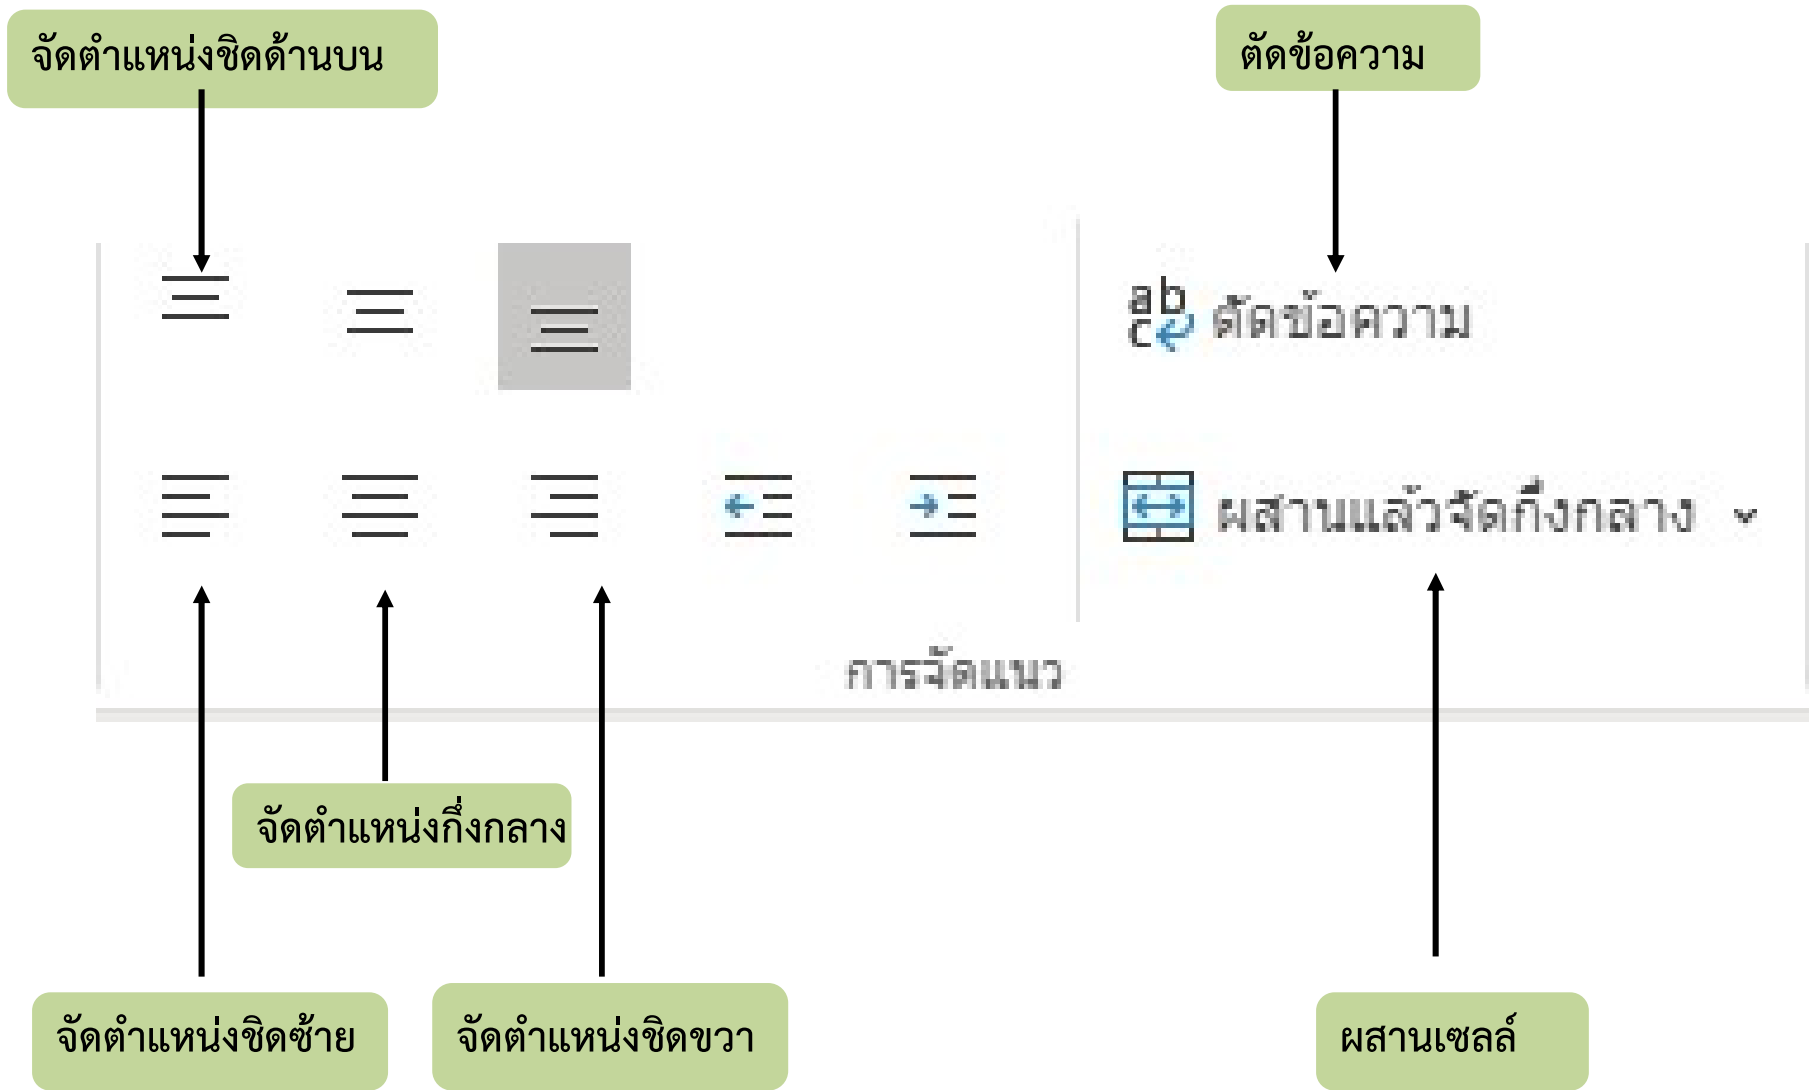 จัดตำแหน่งชิดด้านบน
ตัดข้อความ
ab
c
ตัดข้อความ
ผสานแล้วจัดกึ่งกลาง
การจัดแนว
จัดตำแหน่งกึ่งกลาง
จัดตำแหน่งชิดซ้าย
จัดตำแหน่งชิดขวา
ผสานเซลล์